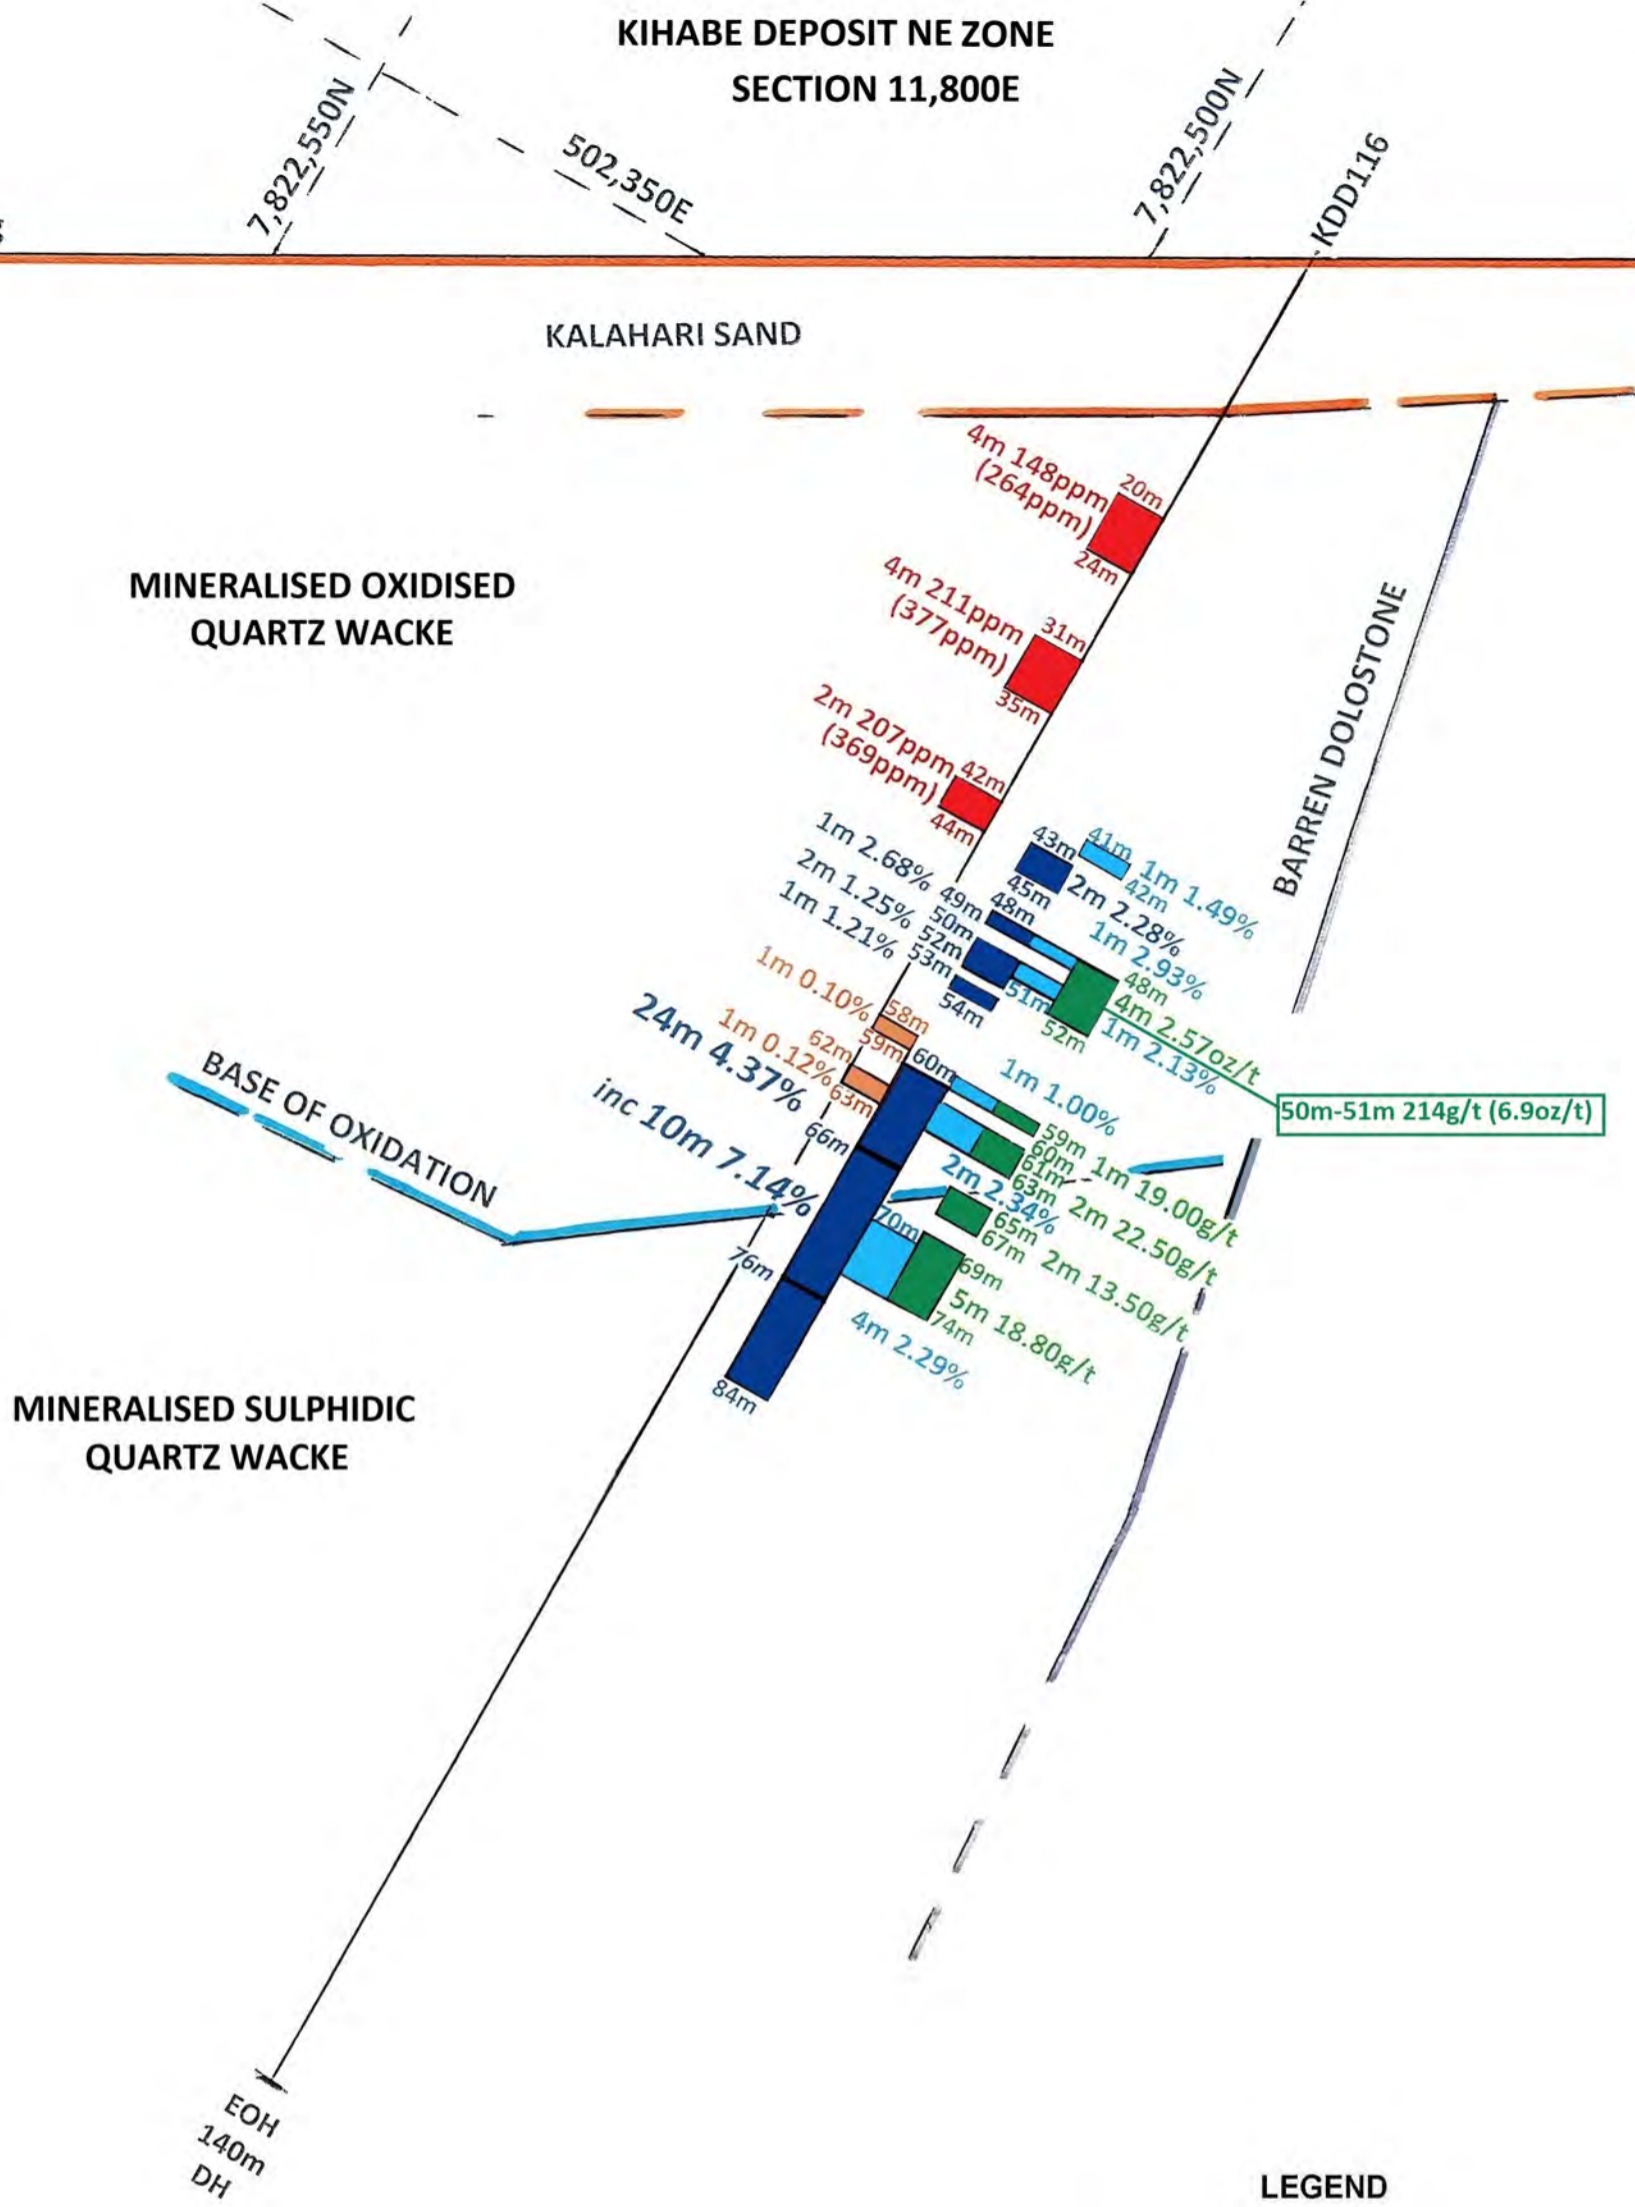 KIHABE DEPOSIT NE ZONE
SECTION 11,800E
7,822,550N
502,350E
7,822,500N
KDD116
KALAHARI SAND
4m 148ppm
(264ppm)
20m
24m
MINERALISED OXIDISED
QUARTZ WACKE
4m 211ppm
(377ppm)
31m
35m
BARREN DOLOSTONE
2m 207ppm
(369ppm)
42m
44m
41m
1m 1.49%
42m
43m
2m 2.28%
45m
1m 2.68%
49m
48m
1m 2.93%
2m 1.25%
50m
52m
1m 1.21%
53m
54m
51m
48m
4m 2.57oz/t
52m
1m 2.13%
50m-51m 214g/t (6.9oz/t)
1m 0.10%
58m
59m
1m 0.12%
62m
63m
60m
24m 4.37%
inc 10m 7.14%
66m
1m 1.00%
59m
60m
1m 19.00g/t
61m
63m
2m 22.50g/t
2m 2.34%
65m
67m
2m 13.50g/t
70m
69m
5m 18.80g/t
74m
4m 2.29%
76m
84m
BASE OF OXIDATION
MINERALISED SULPHIDIC
QUARTZ WACKE
EOH
140m
DH
LEGEND